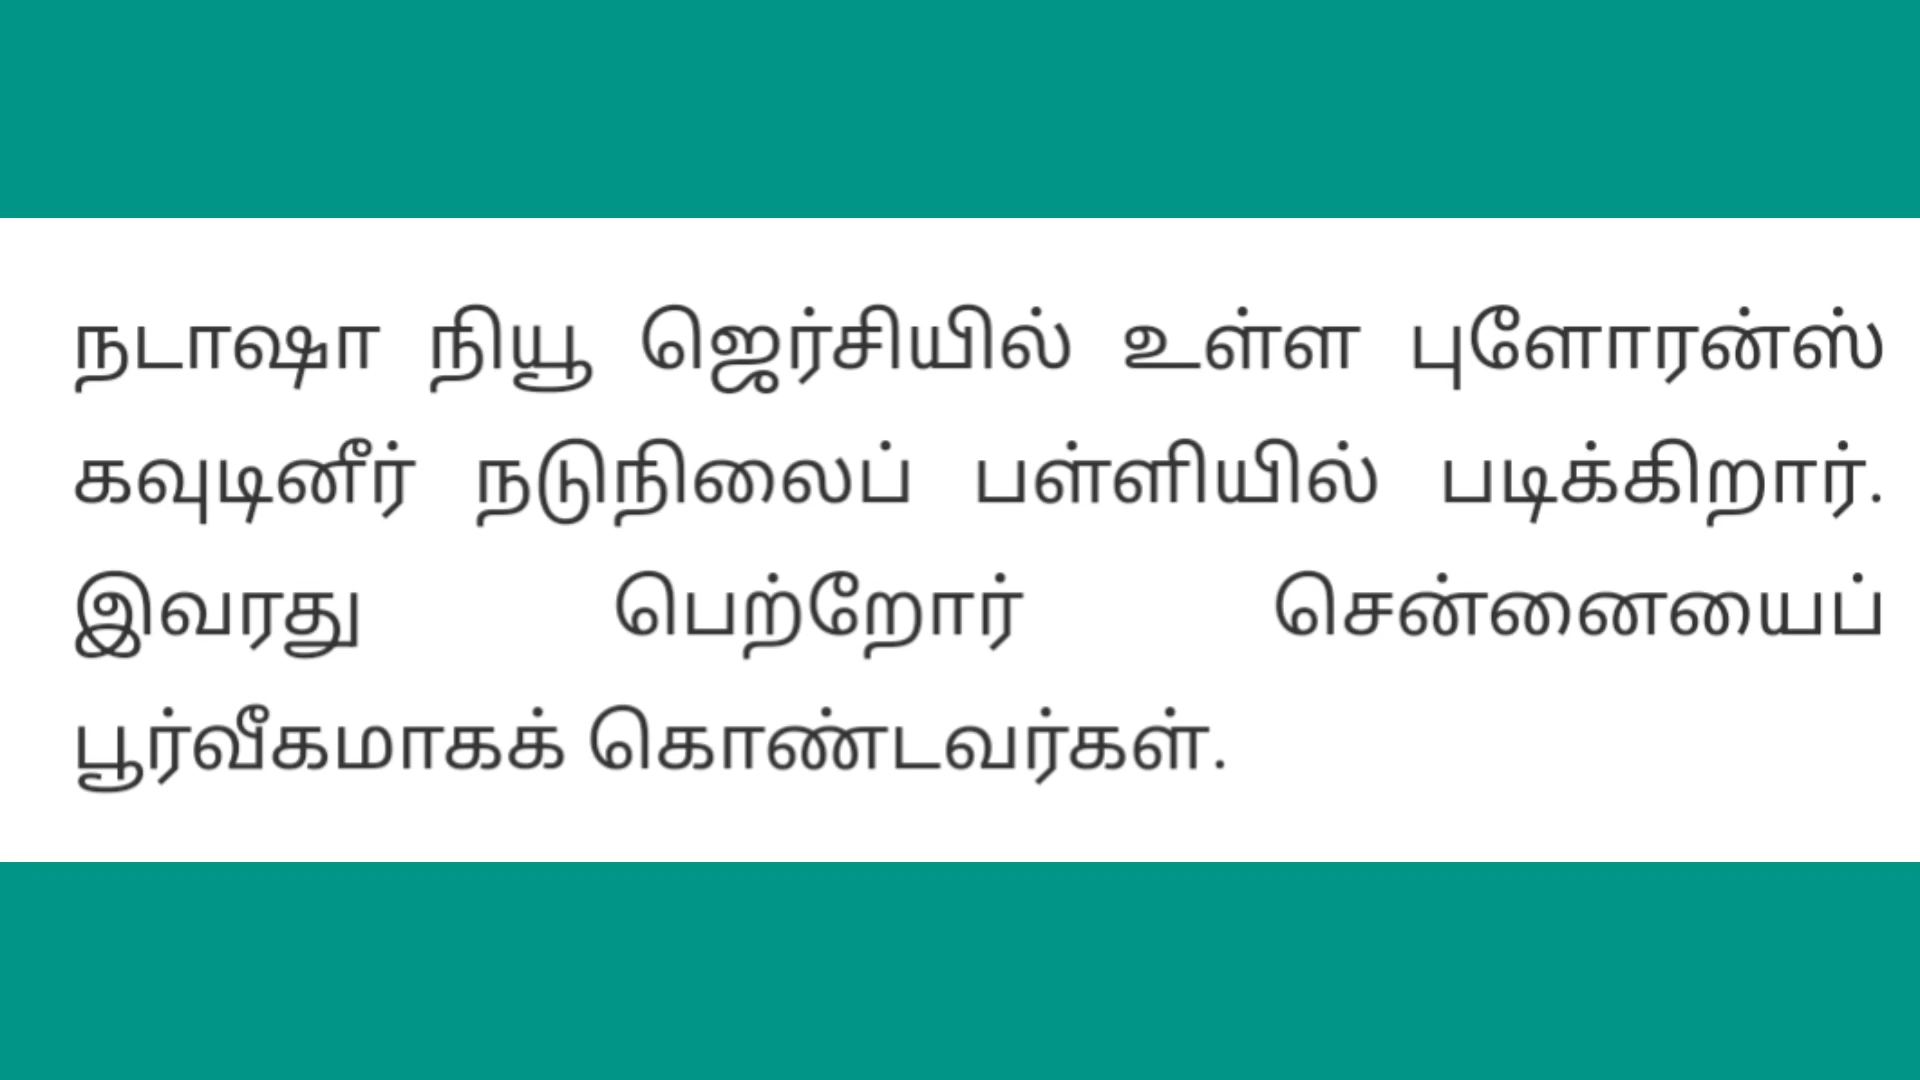 நடாஷா நியூ ஜெர்சியில் உள்ள புளோரன்ஸ்
கவுடினீர் நடுநிலைப் பள்ளியில் படிக்கிறார்.
இவரது பெற்றோர் சென்னையைப்
பூர்வீகமாகக் கொண்டவர்கள்.